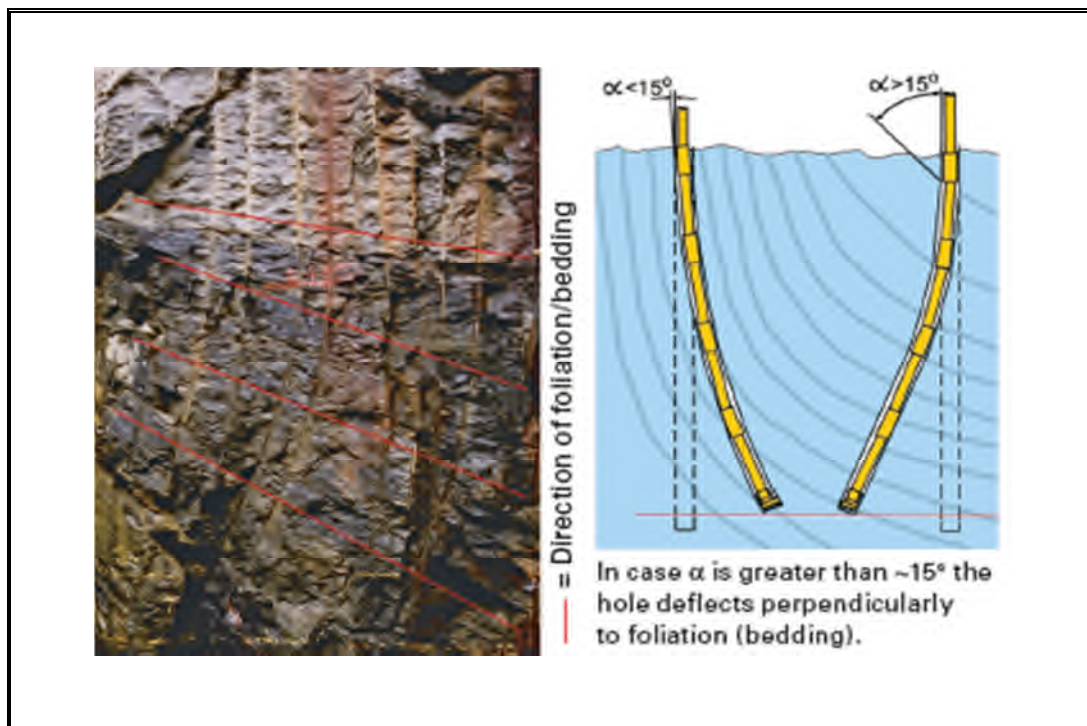 ∝<15°
∝>15°
= Direction of foliation/bedding
In case α is greater than ~15° the
hole deflects perpendicularly
to foliation (bedding).